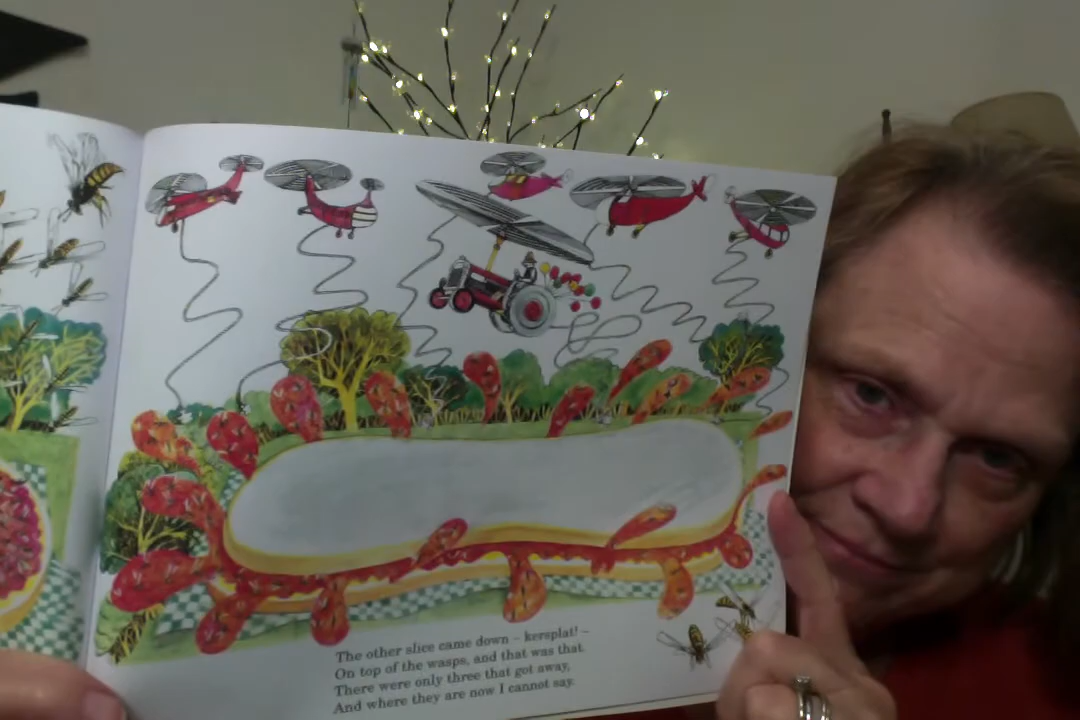 The other slice came down – kersplat! –
On top of the wasps, and that was that.
There were only three that got away,
And where they are now I cannot say.